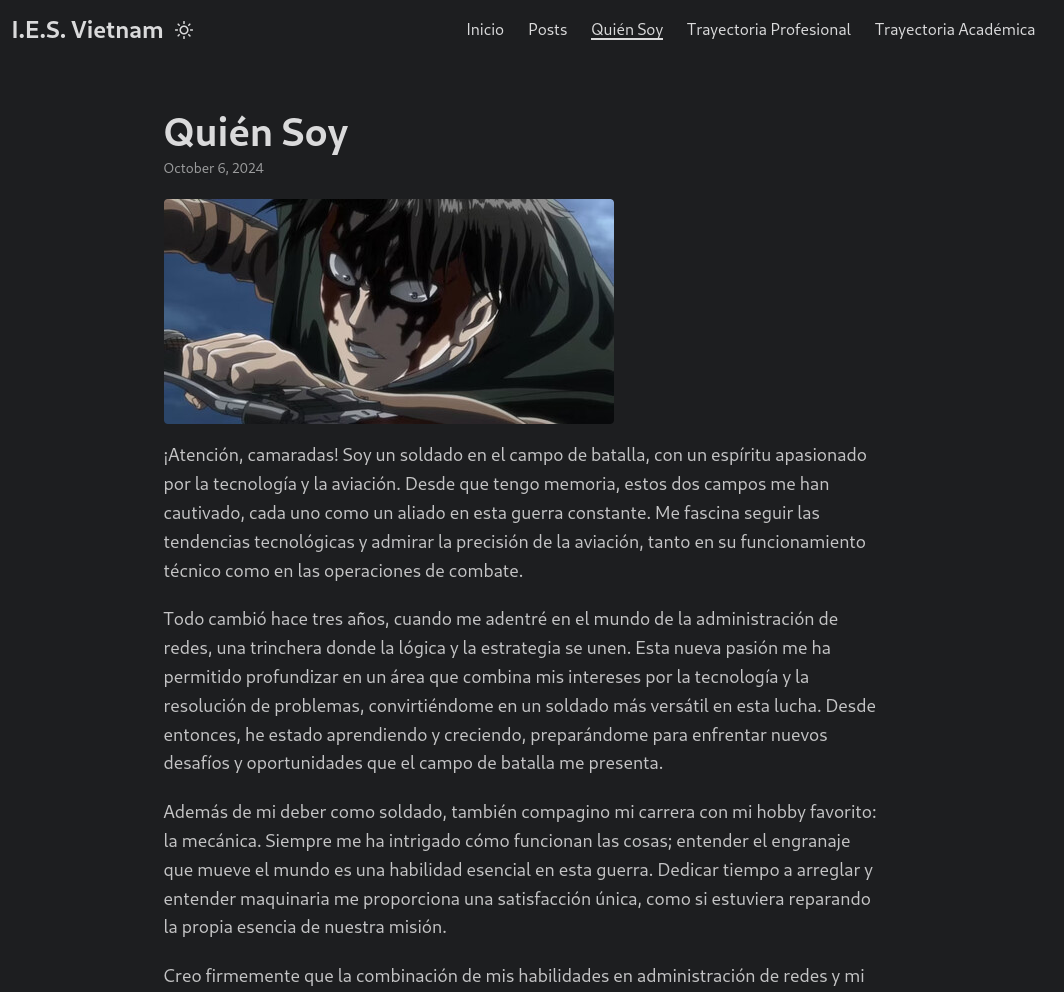 I.E.S. Vietnam
Inicio Posts Quién Soy Trayectoria Profesional Trayectoria Académica
Quién Soy
October 6, 2024
¡Atención, camaradas! Soy un soldado en el campo de batalla, con un espíritu apasionado
por la tecnología y la aviación. Desde que tengo memoria, estos dos campos me han
cautivado, cada uno como un aliado en esta guerra constante. Me fascina seguir las
tendencias tecnológicas y admirar la precisión de la aviación, tanto en su funcionamiento
técnico como en las operaciones de combate.
Todo cambió hace tres años, cuando me adentré en el mundo de la administración de
redes, una trinchera donde la lógica y la estrategia se unen. Esta nueva pasión me ha
permitido profundizar en un área que combina mis intereses por la tecnología y la
resolución de problemas, convirtiéndome en un soldado más versátil en esta lucha. Desde
entonces, he estado aprendiendo y creciendo, preparándome para enfrentar nuevos
desafíos y oportunidades que el campo de batalla me presenta.
Además de mi deber como soldado, también compagino mi carrera con mi hobby favorito:
la mecánica. Siempre me ha intrigado cómo funcionan las cosas; entender el engranaje
que mueve el mundo es una habilidad esencial en esta guerra. Dedicar tiempo a arreglar y
entender maquinaria me proporciona una satisfacción única, como si estuviera reparando
la propia esencia de nuestra misión.
Creo firmemente que la combinación de mis habilidades en administración de redes y mi